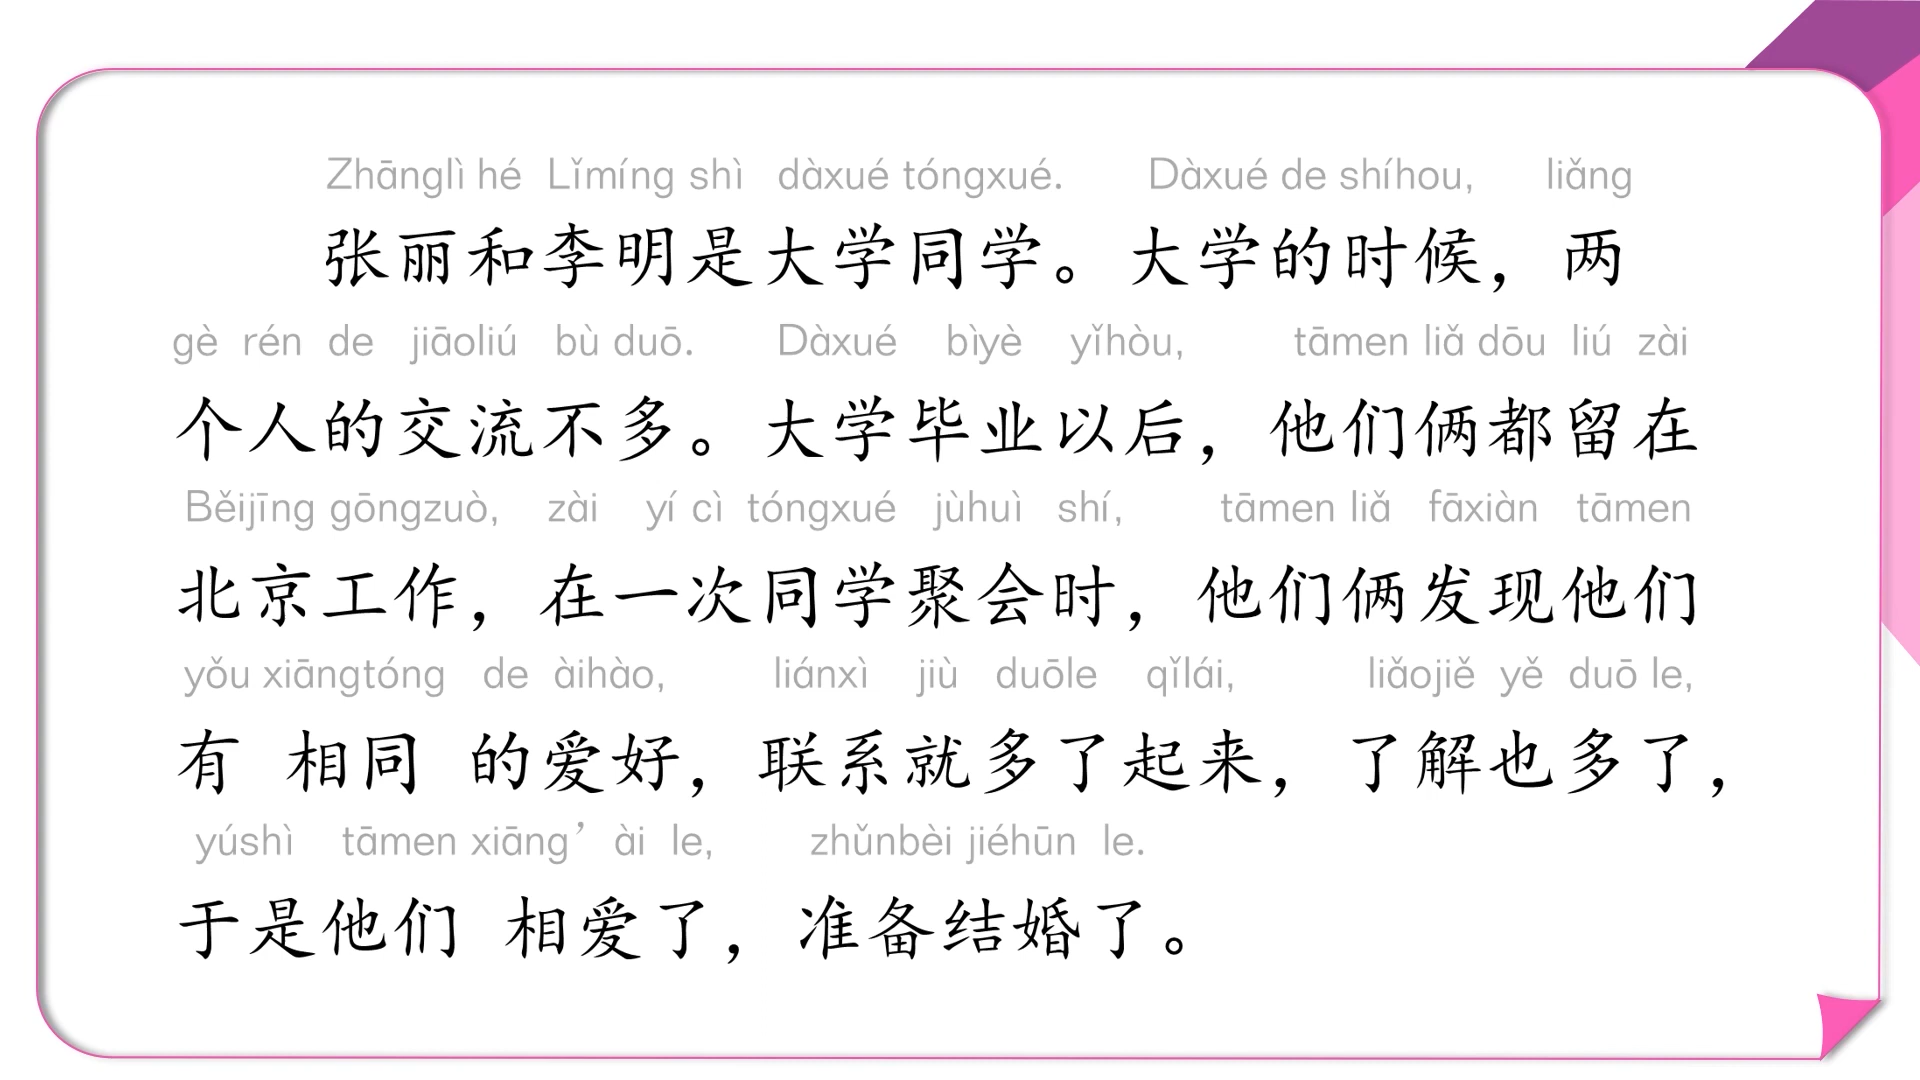 Zhānglì hé Lǐmíng shì dàxué tóngxué. Dàxué de shíhou, liǎng
张丽和李明是大学同学。大学的时候，两
gè rén de jiāoliú bù duō. Dàxué bìyè yǐhòu, tāmen liǎ dōu liú zài
个人的交流不多。大学毕业以后，他们俩都留在
Běijīng gōngzuò, zài yí cì tóngxué jùhuì shí, tāmen liǎ fāxiàn tāmen
北京工作，在一次同学聚会时，他们俩发现他们
yǒu xiāngtóng de àihào, liánxì jiù duōle qǐlái, liǎojiě yě duō le,
有 相同 的爱好，联系就多了起来，了解也多了，
yúshì tāmen xiāng’ài le, zhǔnbèi jiéhūn le.
于是他们 相爱了，准备结婚了。